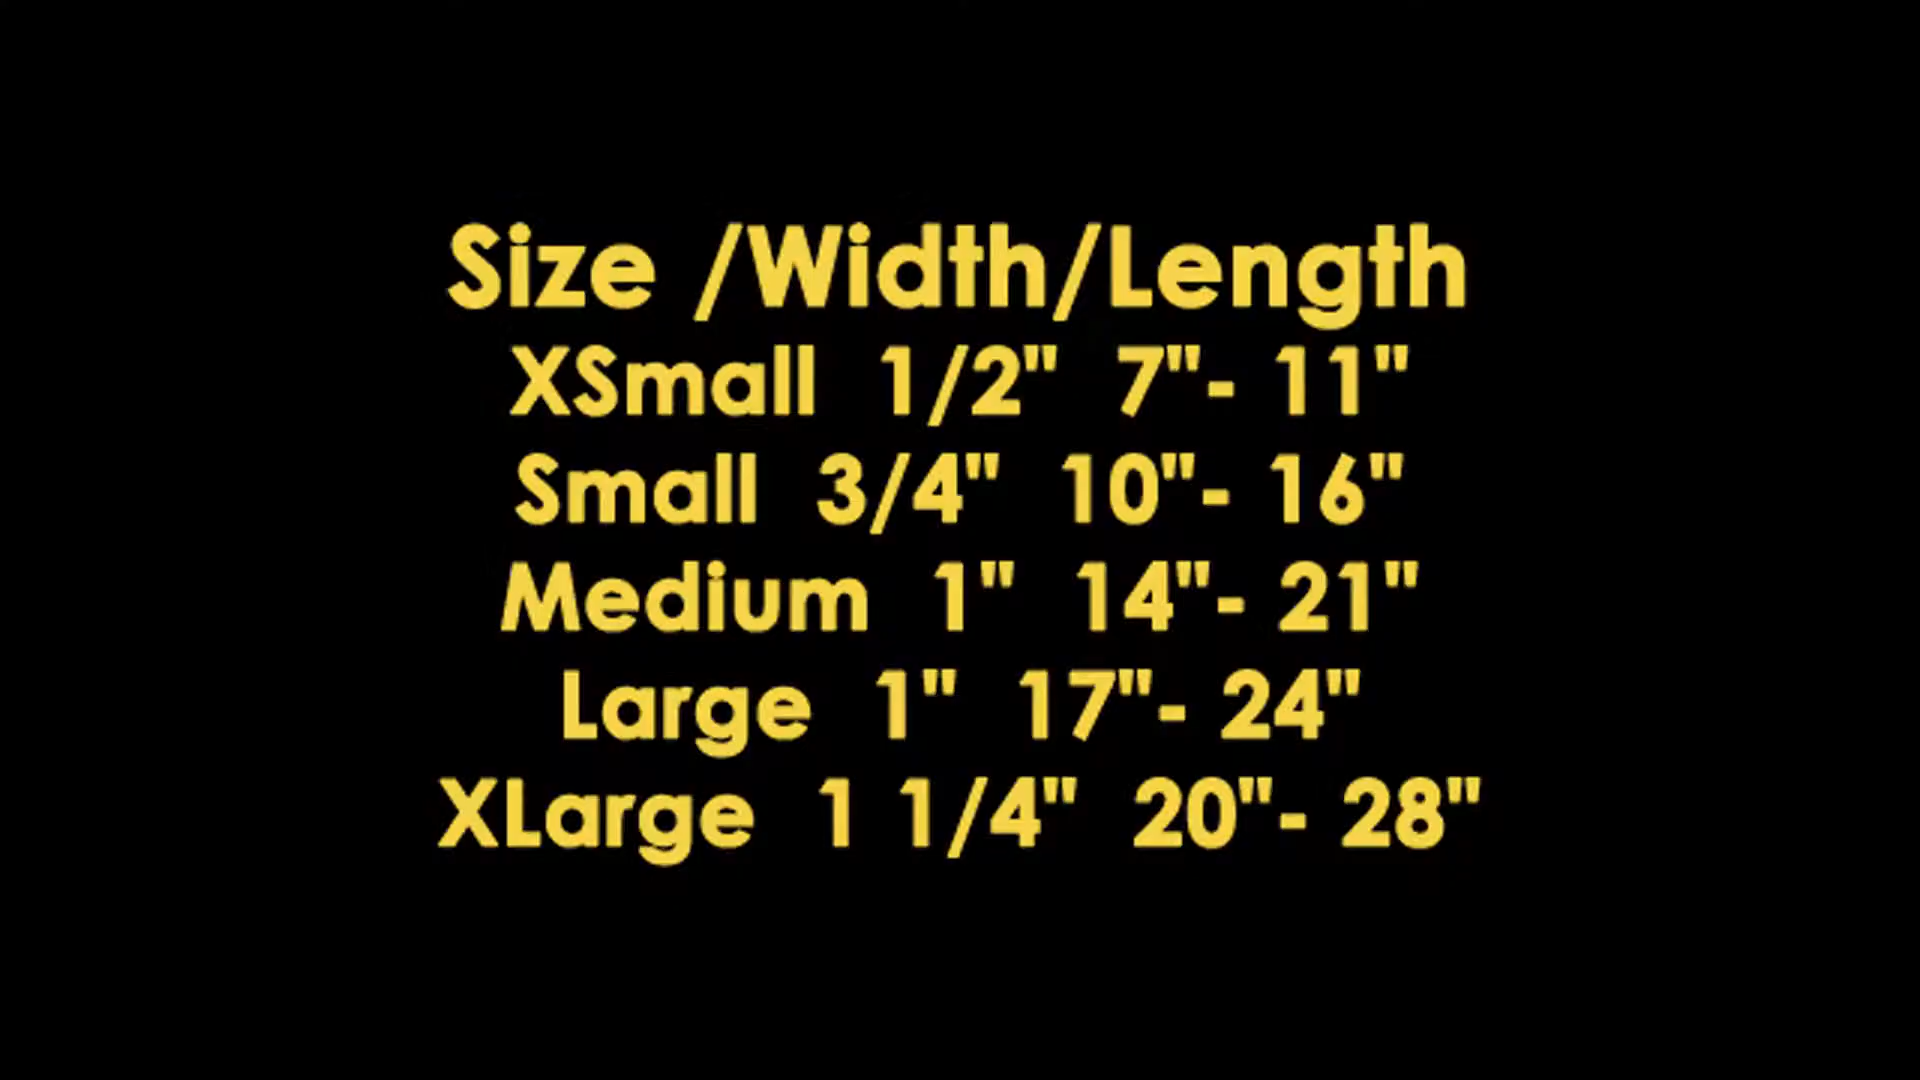 Size /Width/Length
XSmall 1/2" 7"- 11"
Small 3/4" 10"- 16"
Medium 1" 14"- 21"
Large 1" 17"- 24"
XLarge 1 1/4" 20"- 28"